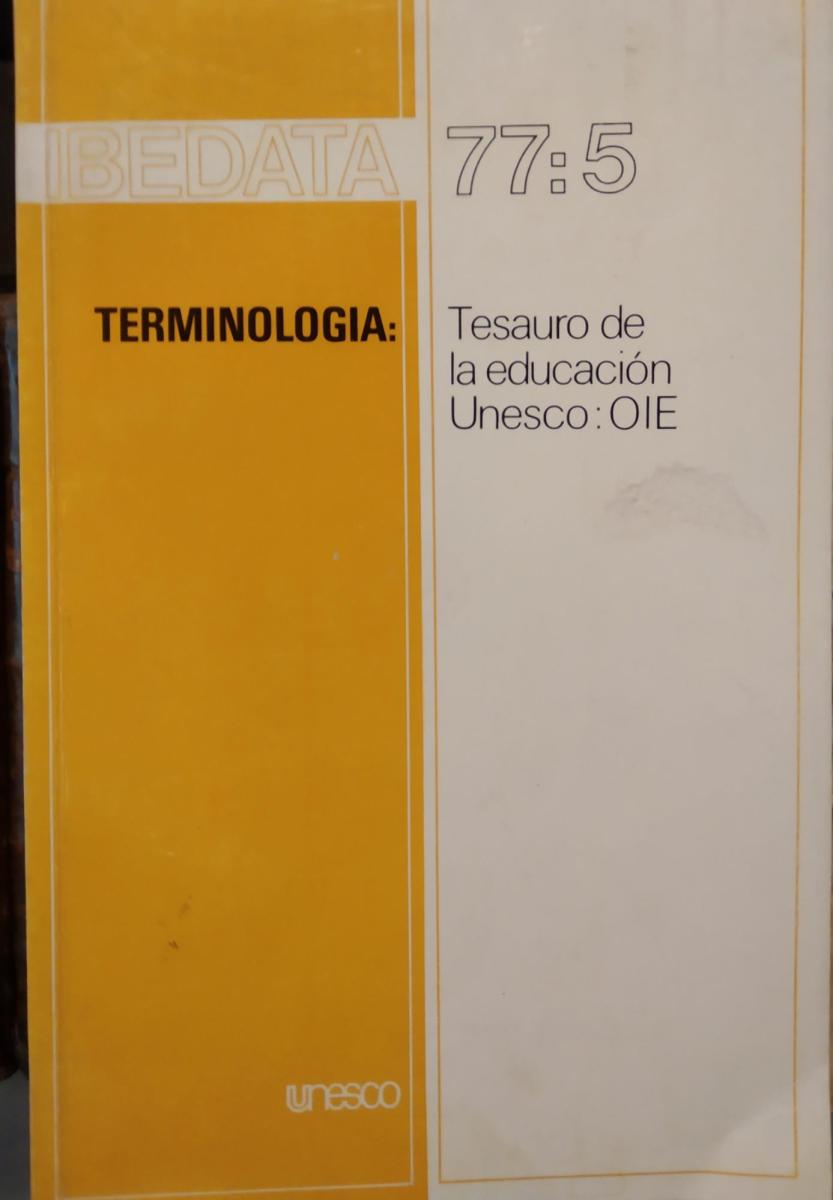 IBEDATA 77:5
TERMINOLOGIA: Tesauro de
la educación
Unesco: OIE
unesco